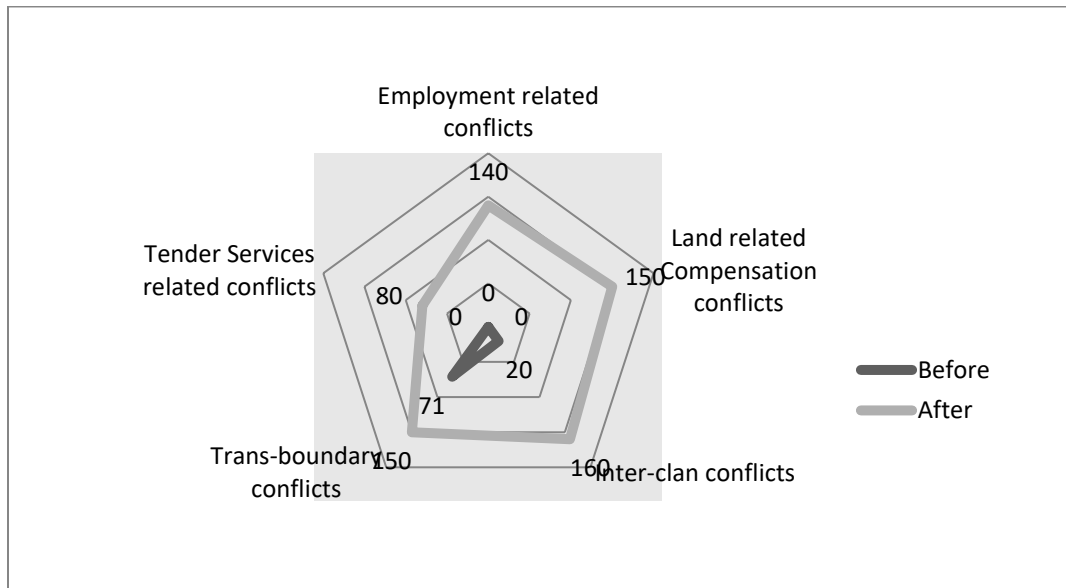 Employment related
conflicts
140
Land related
Compensation
conflicts
150
Tender Services
related conflicts
80
0
0
0
20
71
Trans-boundary
conflicts
150
160
Inter-clan conflicts
Before
After